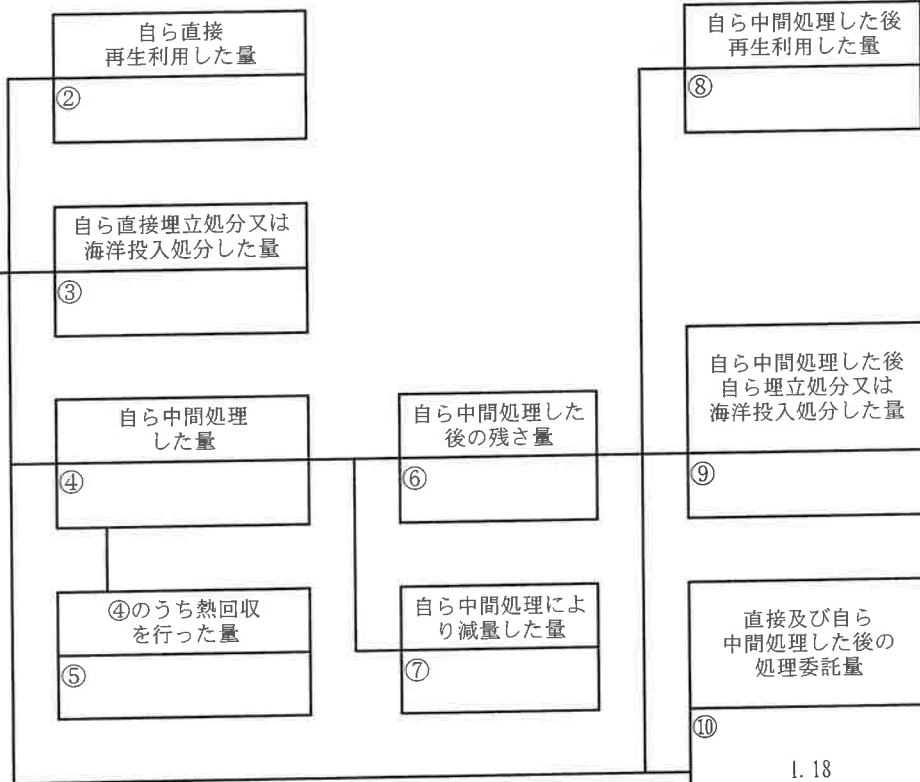 自ら直接
再生利用した量
②
自ら直接埋立処分又は
海洋投入処分した量
③
自ら中間処理
した量
④
④のうち熱回収
を行った量
⑤
自ら中間処理した
後の残さ量
⑥
自ら中間処理によ
り減量した量
⑦
自ら中間処理した後
再生利用した量
⑧
自ら中間処理した後
自ら埋立処分又は
海洋投入処分した量
⑨
直接及び自ら
中間処理した後の
処理委託量
⑩
1.18